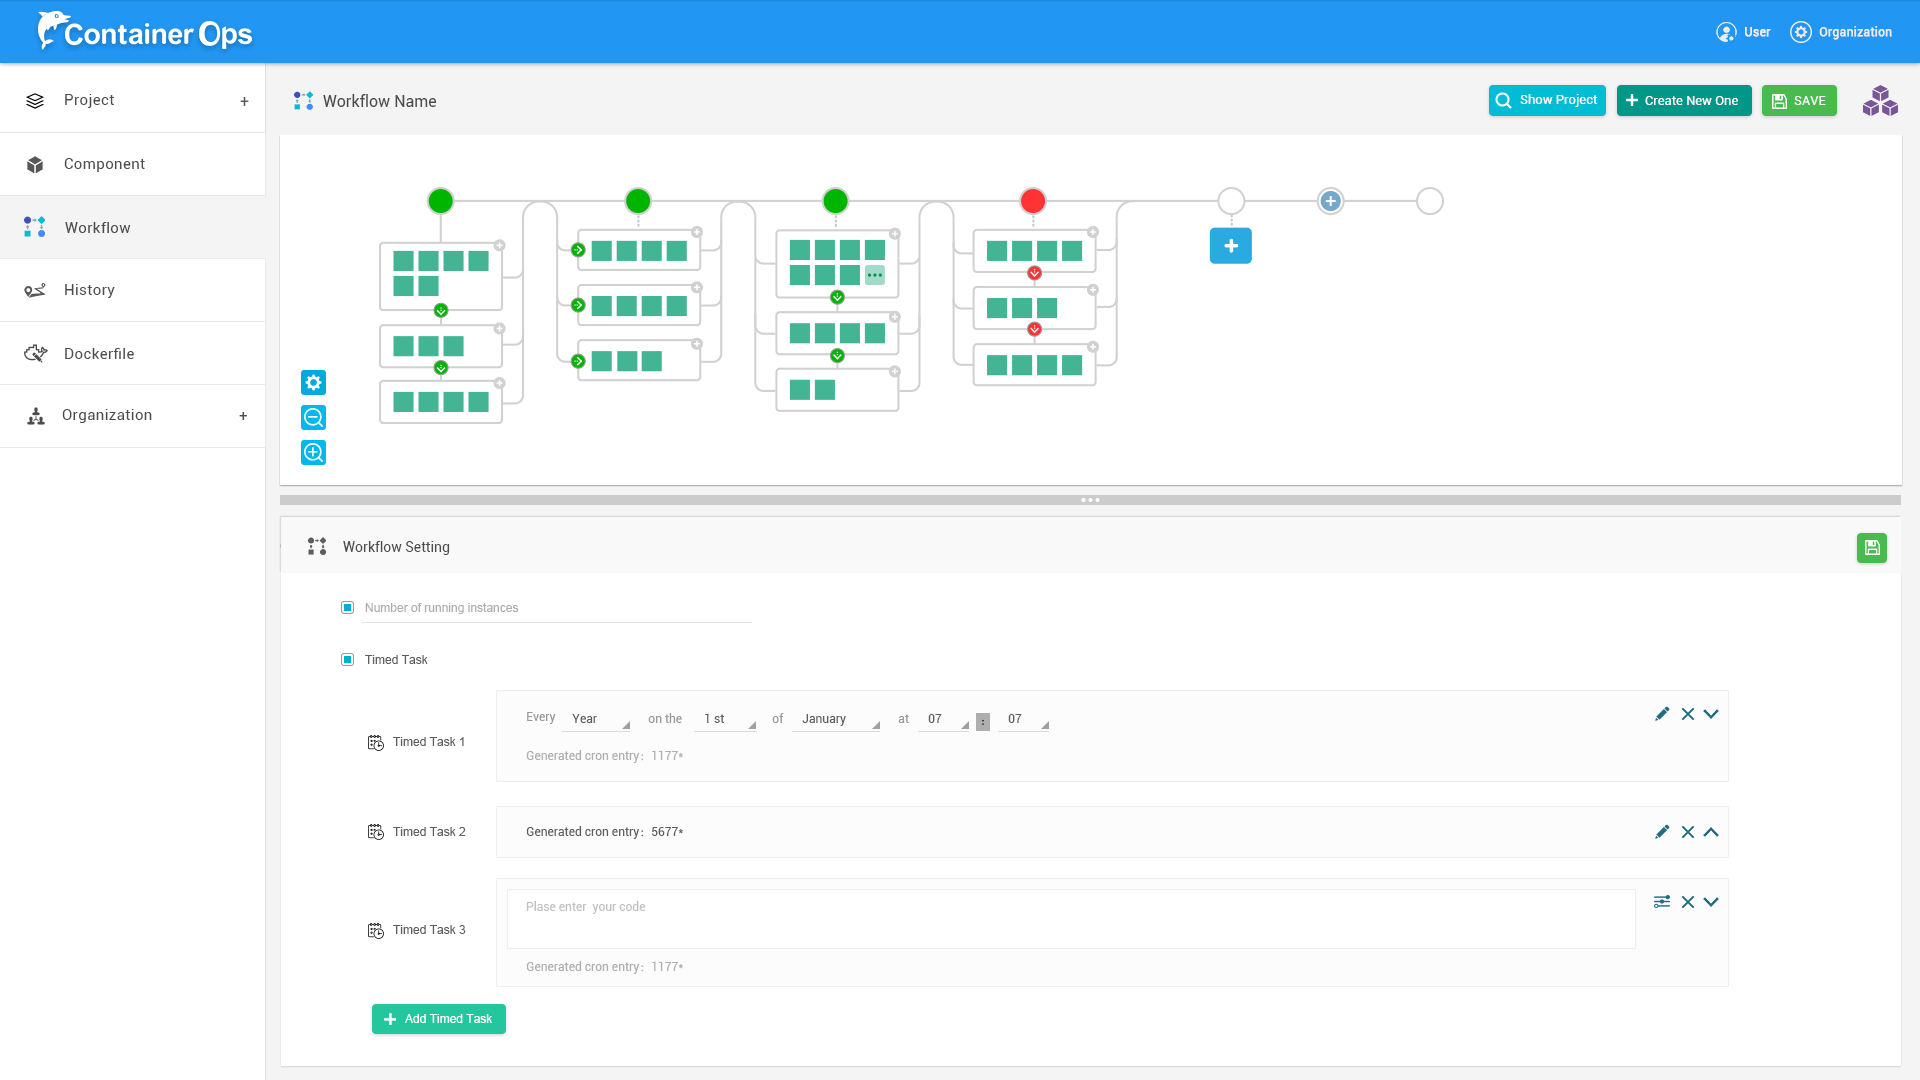 Container Ops
User
Organization
Project
Component
Workflow
History
Dockerfile
Organization
Workflow Name
Show Project
Create New One
SAVE
Workflow Setting
Number of running instances
Timed Task
Timed Task 1
Every Year on the 1 st of January at 07 : 07
Generated cron entry: 1177*
Timed Task 2
Generated cron entry: 5677*
Timed Task 3
Plase enter your code
Generated cron entry: 1177*
Add Timed Task